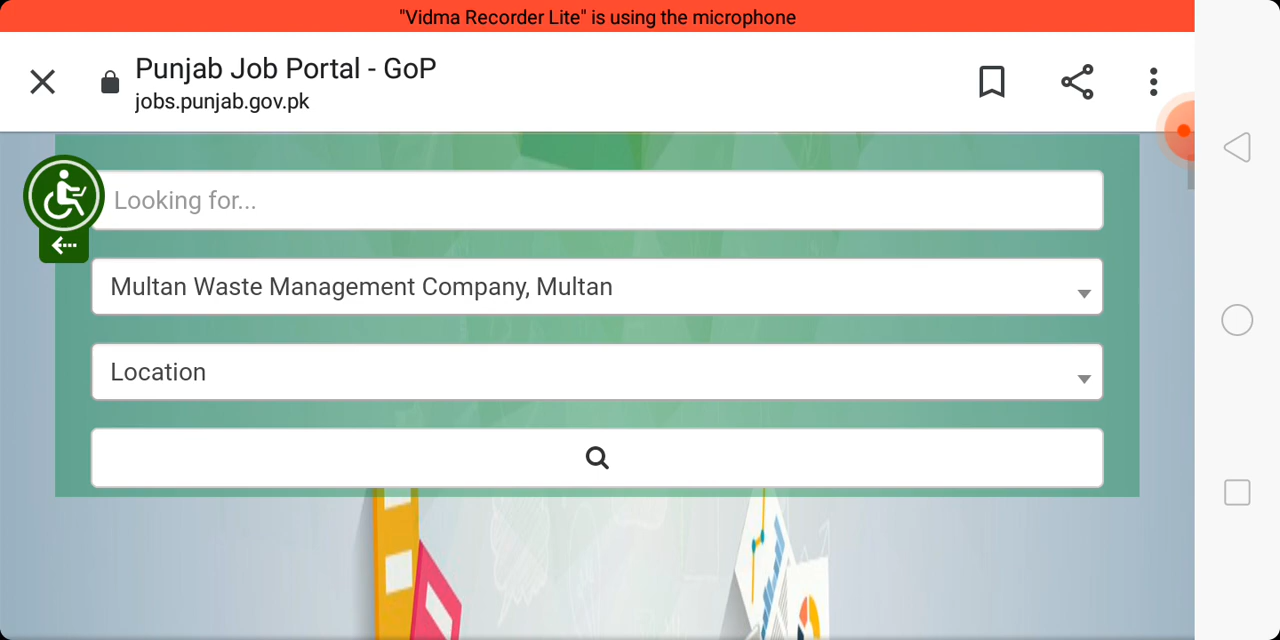 "Vidma Recorder Lite" is using the microphone
Punjab Job Portal - GoP
jobs.punjab.gov.pk
Looking for...
Multan Waste Management Company, Multan
Location